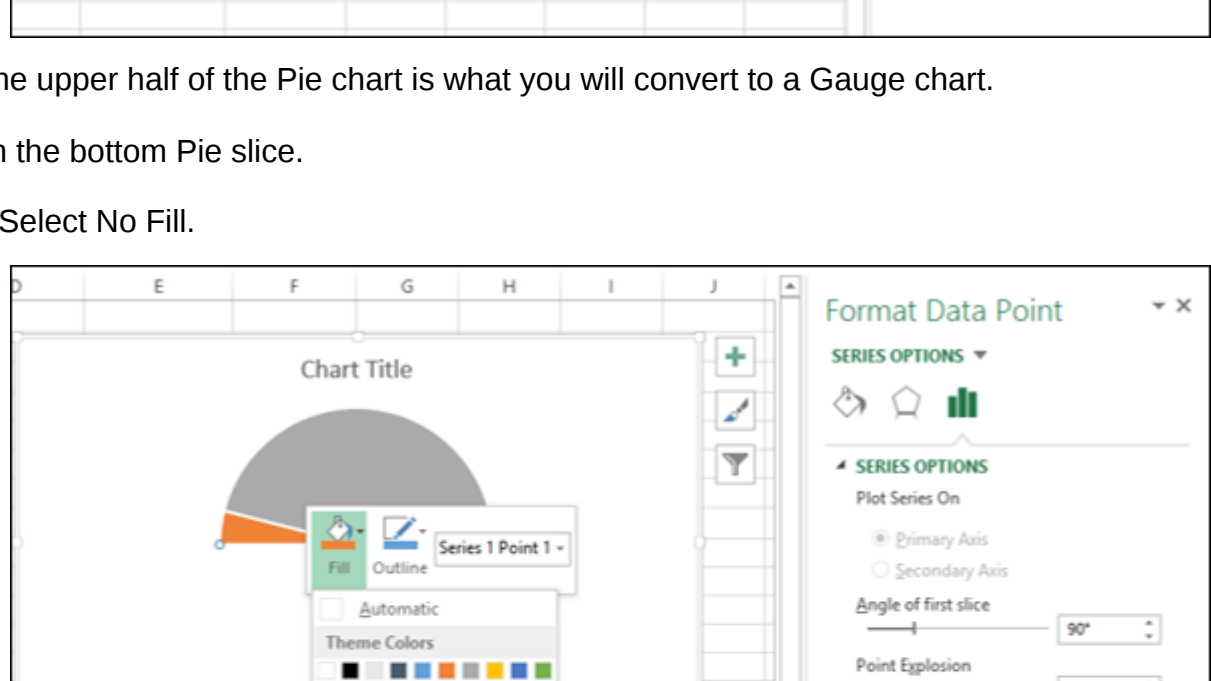 he upper half of the Pie chart is what you will convert to a Gauge chart.
n the bottom Pie slice.
Select No Fill.
D E F G H I J
Format Data Point
SERIES OPTIONS
Chart Title
SERIES OPTIONS
Plot Series On
Primary Axis
Secondary Axis
Series 1 Point 1
Fill Outline
Automatic
Theme Colors
Angle of first slice
90°
Point Explosion